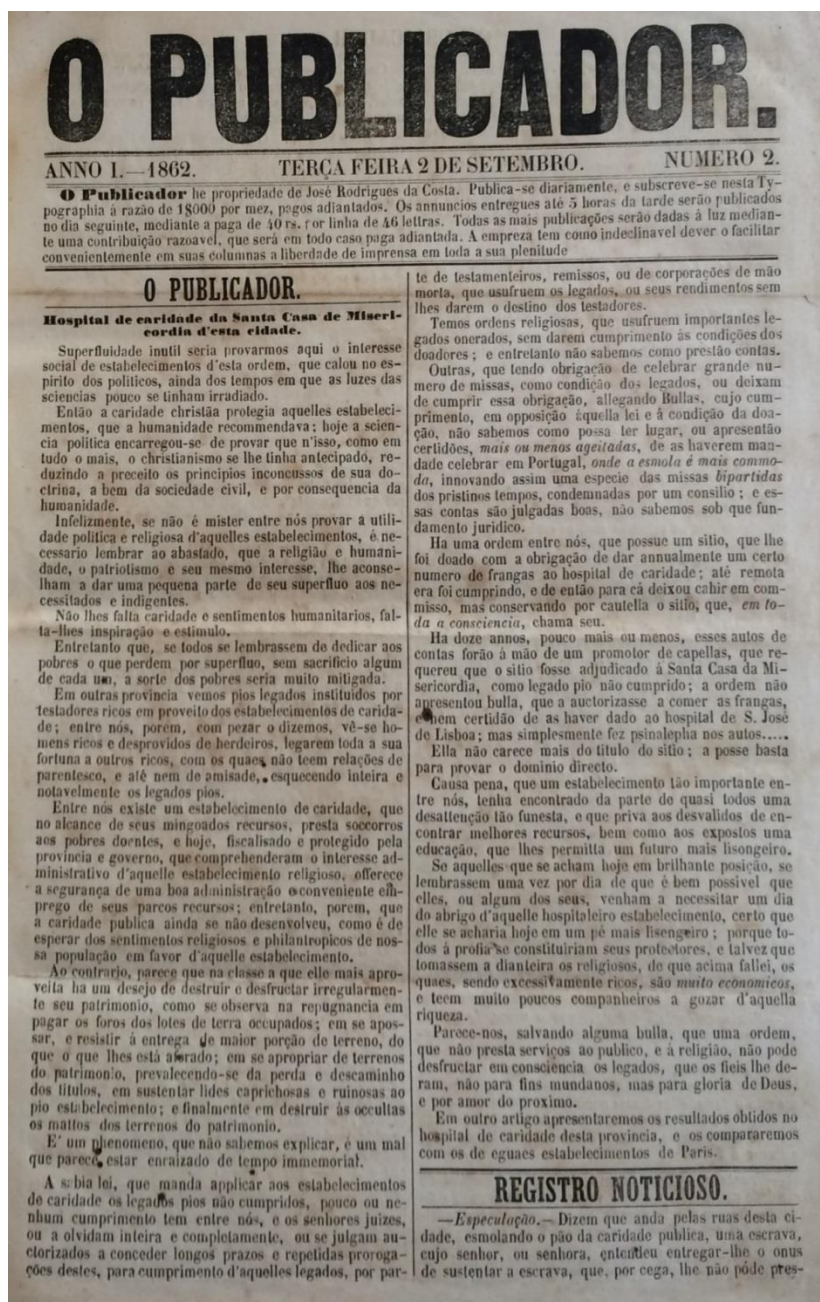 O PUBLICADOR.
ANNO I.—1862. TERÇA FEIRA 2 DE SETEMBRO. NUMERO 2.
O Publicador he propriedade de José Rodrigues da Costa. Publica-se diariamente, e subscreve-se nesta Ty-
pographia á razão de 1$000 por mez, pagos adiantados. Os annuncios entregues até 5 horas da tarde serão publicados
no dia seguinte, mediante a paga de 40 rs. por linha de 46 lettras. Todas as mais publicações serão dadas á luz median-
te uma contribuição razoavel, que será em todo caso paga adiantada. A empreza tem como indeclinavel dever o facilitar
convenientemente em suas columnas a liberdade de imprensa em toda a sua plenitude
O PUBLICADOR.
Hospital de caridade da Santa Casa de Miseri-
cordia d'esta cidade.
Superfluidade inutil seria provarmos aqui o interesse
social de estabelecimentos d'esta ordem, que calou no es-
pirito dos politicos, ainda dos tempos em que as luzes das
sciencias pouco se tinham irradiado.
Então a caridade christãa protegia aquelles estabeleci-
mentos, que a humanidade recommendava; hoje a scien-
cia politica encarregou-se de provar que n'isso, como em
tudo o mais, o christianismo se lhe tinha antecipado, re-
duzindo a preceito os principios inconcussos de sua do-
ctrina, a bem da sociedade civil, e por consequencia da
humanidade.
Infelizmente, se não é mister entre nós provar a utili-
dade politica e religiosa d'aquelles estabelecimentos, é ne-
cessario lembrar ao abastado, que a religião e humani-
dade, o patriotismo e seu mesmo interesse, lhe aconse-
lham a dar uma pequena parte de seu superfluo aos ne-
cessitados e indigentes.
Não lhes falta caridade e sentimentos humanitarios, fal-
ta-lhes inspiração e estimulo.
Entretanto que, se todos se lembrassem de dedicar aos
pobres o que perdem por superfluo, sem sacrificio algum
de cada um, a sorte dos pobres seria muito mitigada.
Em outras provincia vemos pios legados instituidos por
testadores ricos em proveito dos estabelecimentos de carida-
de; entre nós, porem, com pezar o dizemos, vê-se ho-
mens ricos e desprovidos de herdeiros, legarem toda a sua
fortuna a outros ricos, com os quaes não teem relações de
parentesco, e até nem de amisade, esquecendo inteira e
notavelmente os legados pios.
Entre nós existe um estabelecimento de caridade, que
no alcance de seus mingoados recursos, presta soccorros
aos pobres doentes, e hoje, fiscalisado e protegido pela
provincia e governo, que comprehenderam o interesse ad-
ministrativo d'aquelle estabelecimento religioso, offerece
a segurança de uma boa administração e conveniente em-
prego de seus parcos recursos; entretanto, porem, que
a caridade publica ainda se não desenvolveu, como é de
esperar dos sentimentos religiosos e philantropicos de nos-
sa população em favor d'aquelle estabelecimento.
Ao contrario, parece que na classe a que elle mais apro-
veita ha um desejo de destruir e desfructar irregularmen-
te seu patrimonio, como se observa na repugnancia em
pagar os foros dos lotes de terra occupados; em se apos-
sar, e resistir á entrega de maior porção de terreno, do
que o que lhes está aforado; em se apropriar de terrenos
do patrimonio, prevalecendo-se da perda e descaminho
dos titulos, em sustentar lides caprichosas e ruinosas ao
pio estabelecimento; e finalmente em destruir ás occultas
os mattos dos terrenos do patrimonio.
E' um phenomeno, que não sabemos explicar, é um mal
que parece estar enraizado de tempo immemorial.
A sabia lei, que manda applicar aos estabelecimentos
de caridade os legados pios não cumpridos, pouco ou ne-
nhum cumprimento tem entre nós, e os senhores juizes,
ou a olvidam inteira e completamente, ou se julgam au-
ctorizados a conceder longos prazos e repetidas proroga-
ções destes, para cumprimento d'aquelles legados, por par-
te de testamenteiros, remissos, ou de corporações de mão
morta, que usufruem os legados, ou seus rendimentos sem
lhes darem o destino dos testadores.
Temos ordens religiosas, que usufruem importantes le-
gados onerados, sem darem cumprimento ás condições dos
doadores; e entretanto não sabemos como prestão contas.
Outras, que tendo obrigação de celebrar grande nu-
mero de missas, como condição dos legados, ou deixam
de cumprir essa obrigação, allegando Bullas, cujo cum-
primento, em opposição áquella lei e á condição da doa-
ção, não sabemos como possa ter lugar, ou apresentão
certidões, mais ou menos ageitadas, de as haverem man-
dade celebrar em Portugal, onde a esmola é mais commo-
da, innovando assim uma especie das missas bipartidas
dos pristinos tempos, condemnadas por um consilio; e es-
sas contas são julgadas boas, não sabemos sob que fun-
damento juridico.
Ha uma ordem entre nós, que possue um sitio, que lhe
foi doado com a obrigação de dar annualmente um certo
numero de frangas ao hospital de caridade; até remota
era foi cumprindo, e de então para cá deixou cahir em com-
misso, mas conservando por cautella o sitio, que, em to-
da a consciencia, chama seu.
Ha doze annos, pouco mais ou menos, esses autos de
contas forão á mão de um promotor de capellas, que re-
quereu que o sitio fosse adjudicado á Santa Casa da Mi-
sericordia, como legado pio não cumprido; a ordem não
apresentou bulla, que a auctorizasse a comer as frangas,
e nem certidão de as haver dado ao hospital de S. José
de Lisboa; mas simplesmente fez psinalepha nos autos.....
Ella não carece mais do titulo do sitio; a posse basta
para provar o dominio directo.
Causa pena, que um estabelecimento tão importante en-
tre nós, tenha encontrado da parte de quasi todos uma
desattenção tão funesta, e que priva aos desvalidos de en-
contrar melhores recursos, bem como aos expostos uma
educação, que lhes permitta um futuro mais lisongeiro.
Se aquelles que se acham hoje em brilhante posição, se
lembrassem uma vez por dia de que é bem possivel que
elles, ou algum dos seus, venham a necessitar um dia
do abrigo d'aquelle hospitaleiro estabelecimento, certo que
elle se acharia hoje em um pé mais lisengeiro; porque to-
dos á profia se constituiriam seus protectores, e talvez que
tomassem a dianteira os religiosos, de que acima fallei, os
quaes, sendo excessivamente ricos, são muito economicos,
e teem muito poucos companheiros a gozar d'aquella
riqueza.
Parece-nos, salvando alguma bulla, que uma ordem,
que não presta serviços ao publico, e á religião, não pode
desfructar em consciencia os legados, que os fieis lhe de-
ram, não para fins mundanos, mas para gloria de Deus,
e por amor do proximo.
Em outro artigo apresentaremos os resultados obtidos no
hospital de caridade desta provincia, e os compararemos
com os de eguaes estabelecimentos de Paris.
REGISTRO NOTICIOSO.
—Especulação.— Dizem que anda pelas ruas desta ci-
dade, esmolando o pão da caridade publica, uma escrava,
cujo senhor, ou senhora, entendeu entregar-lhe o onus
de sustentar a escrava, que, por cega, lhe não póde pres-